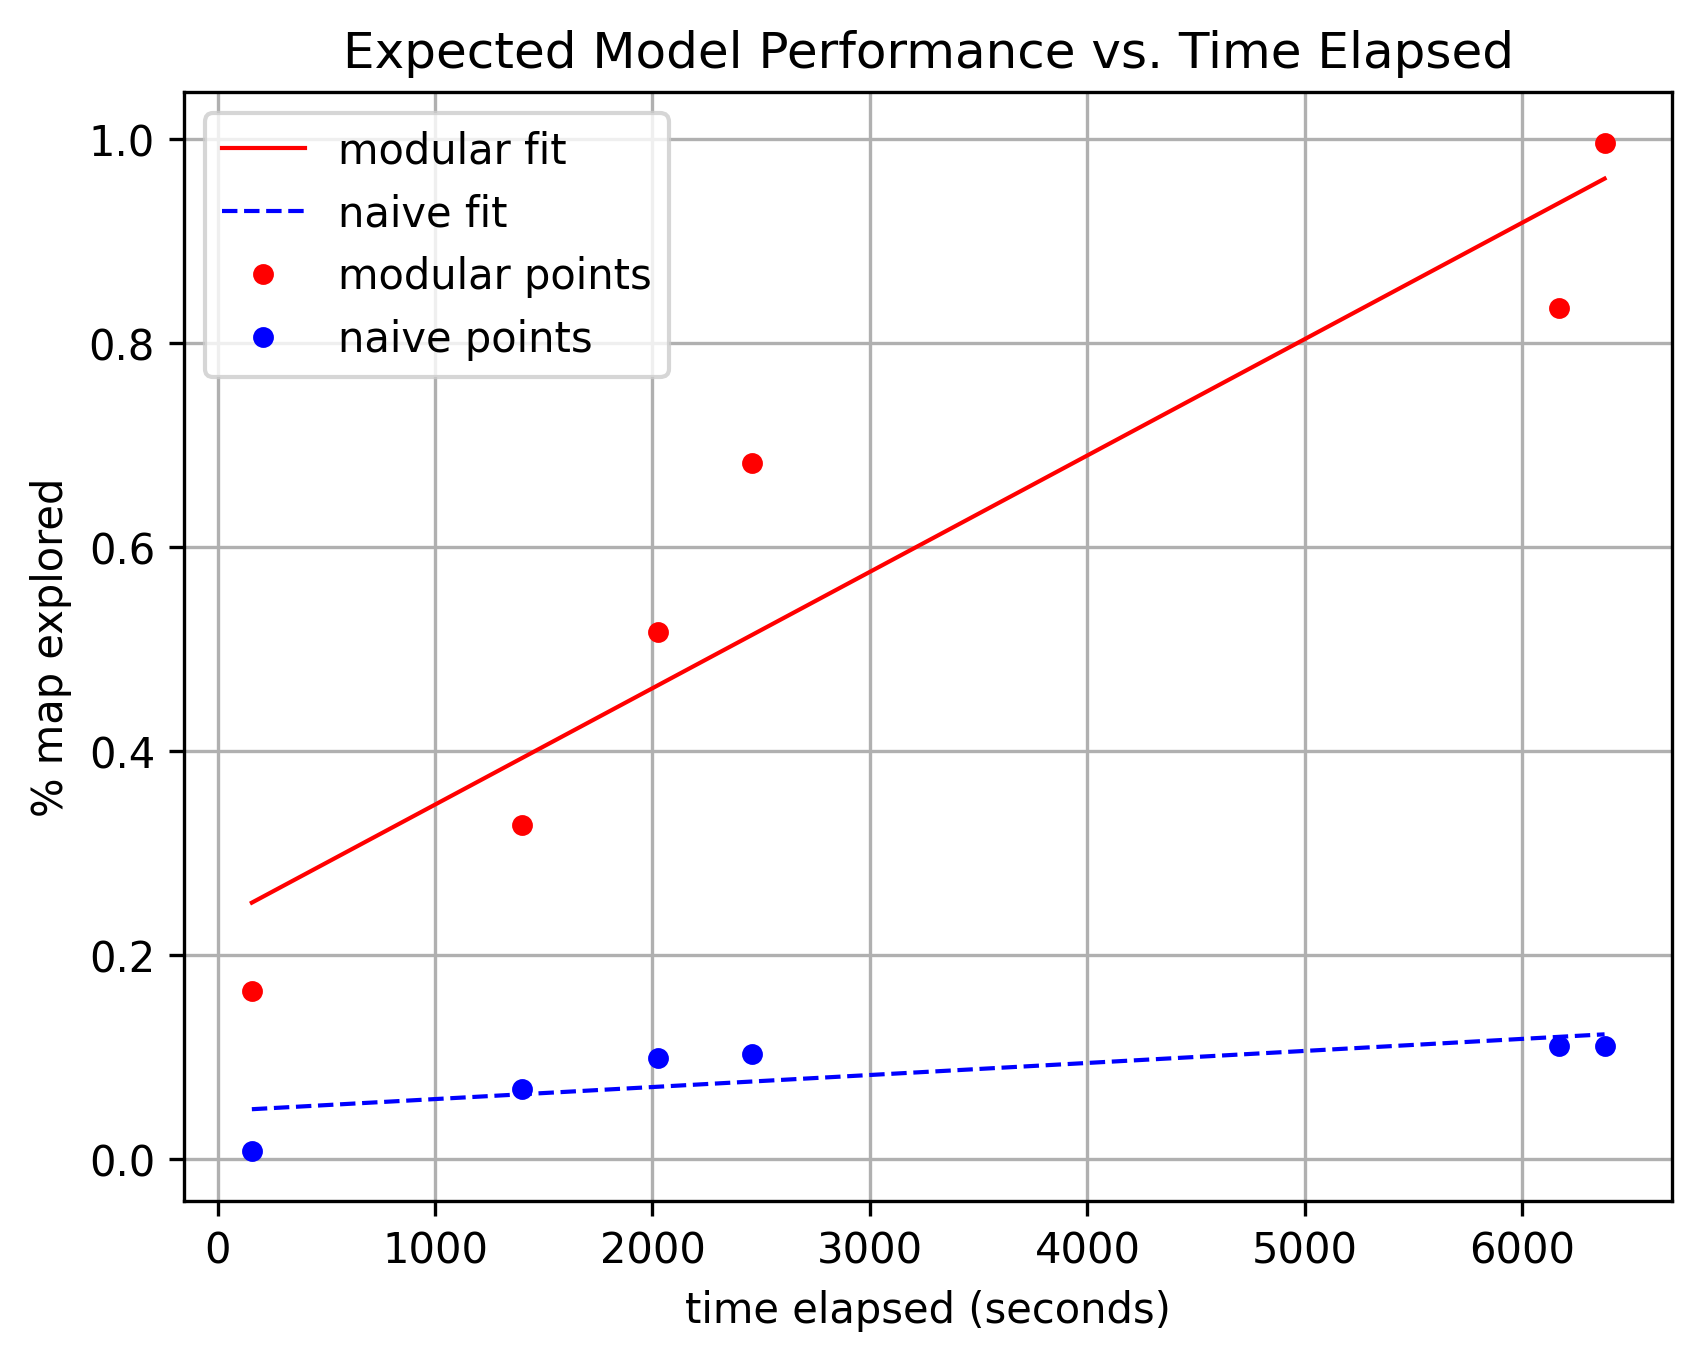 Expected Model Performance vs. Time Elapsed
modular fit
naive fit
modular points
naive points
1.0
0.8
0.6
0.4
0.2
0.0
% map explored
0 1000 2000 3000 4000 5000 6000
time elapsed (seconds)